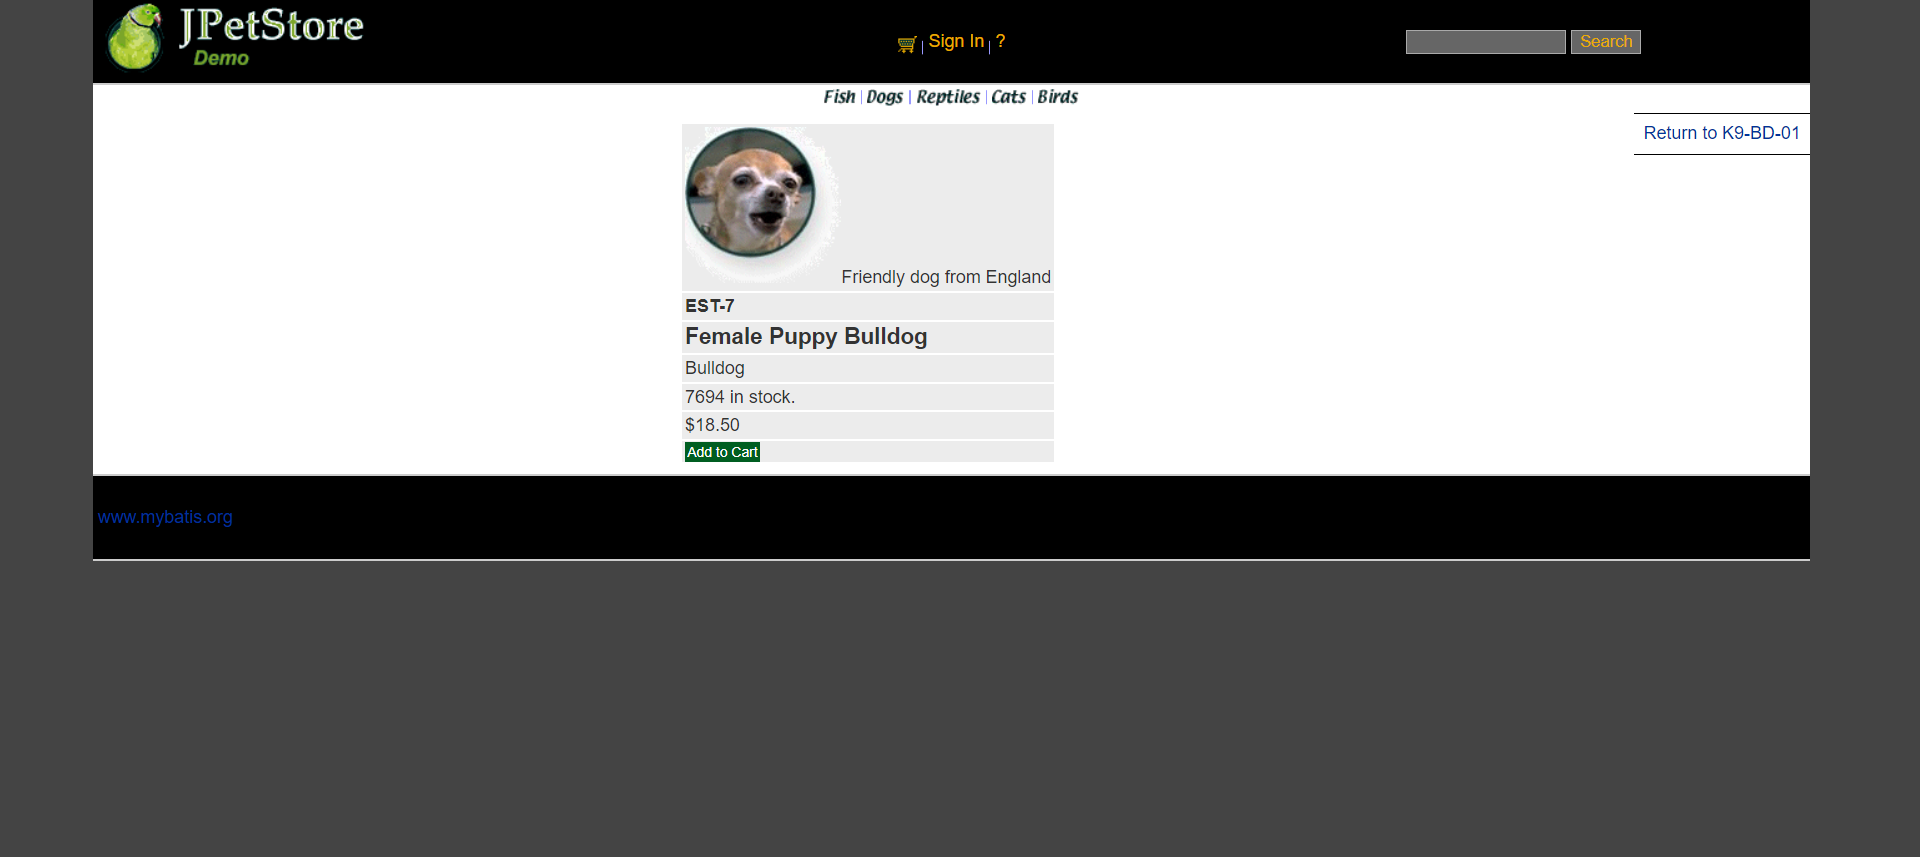 JPetStore
Demo
Sign In | ?
Search
Fish | Dogs | Reptiles | Cats | Birds
Return to K9-BD-01
Friendly dog from England
EST-7
Female Puppy Bulldog
Bulldog
7694 in stock.
$18.50
Add to Cart
www.mybatis.org